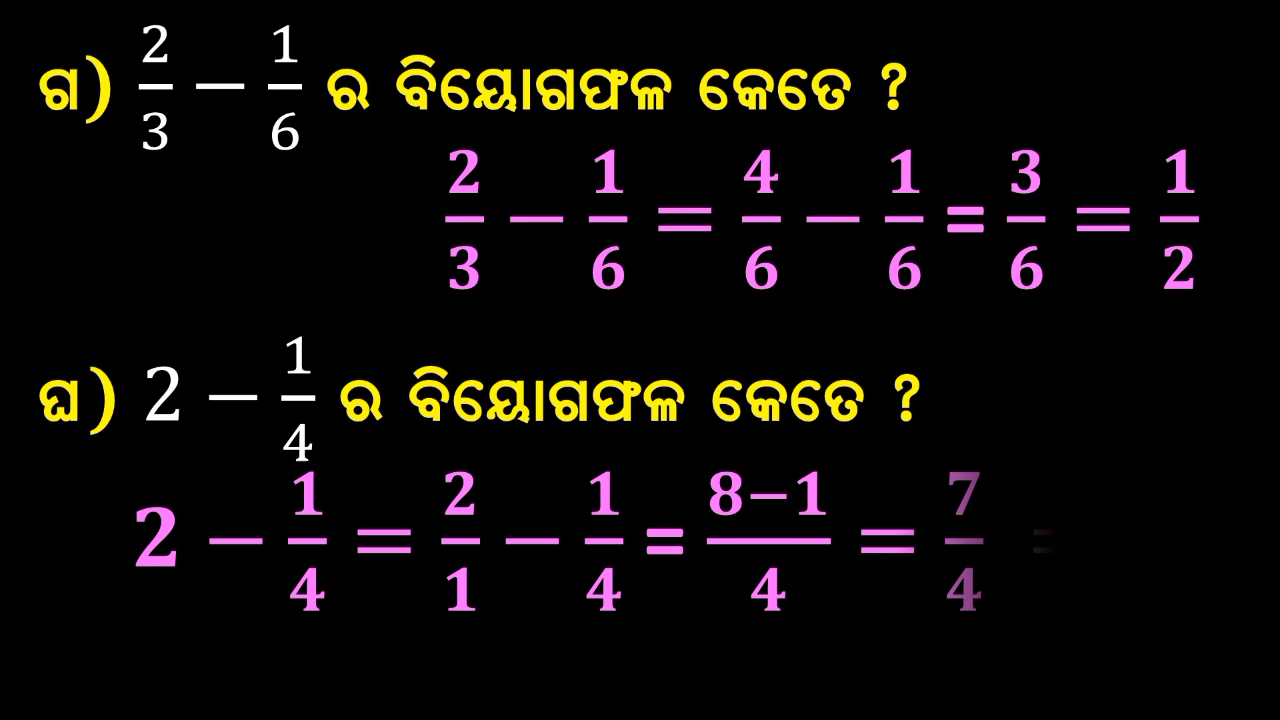 ଗ) 2/3 − 1/6 ର ବିୟୋଗଫଳ କେତେ ?
2/3 − 1/6 = 4/6 − 1/6 = 3/6 = 1/2
ଘ) 2 − 1/4 ର ବିୟୋଗଫଳ କେତେ ?
2 − 1/4 = 2/1 − 1/4 = (8−1)/4 = 7/4 =